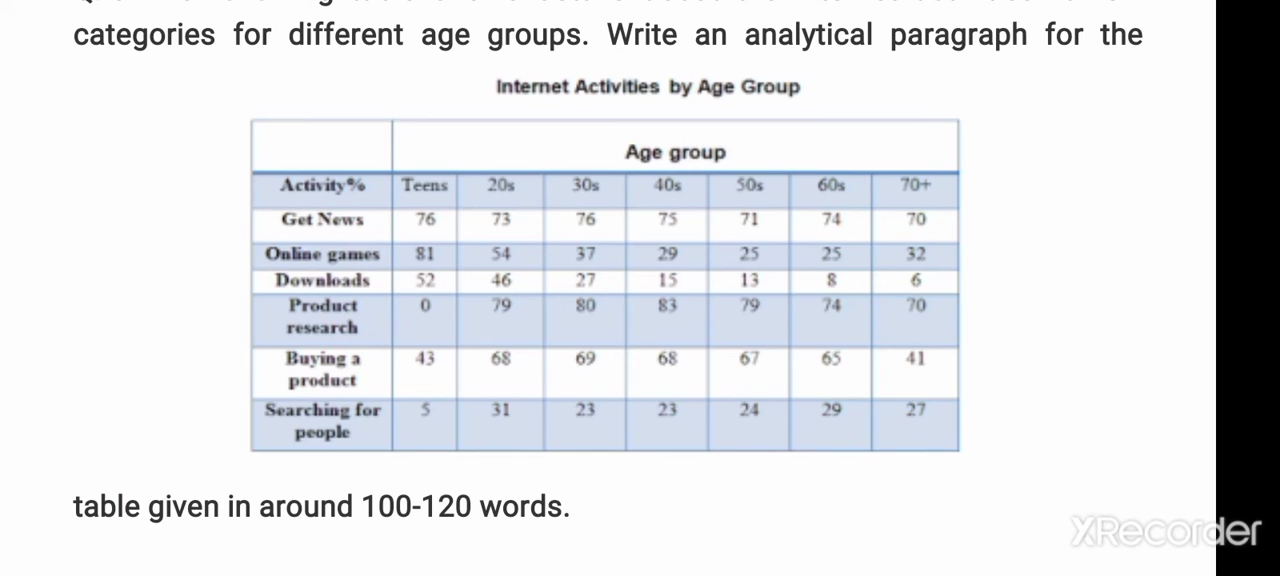 categories for different age groups. Write an analytical paragraph for the
Internet Activities by Age Group
Age group
Activity% Teens 20s 30s 40s 50s 60s 70+
Get News 76 73 76 75 71 74 70
Online games 81 54 37 29 25 25 32
Downloads 52 46 27 15 13 8 6
Product research 0 79 80 83 79 74 70
Buying a product 43 68 69 68 67 65 41
Searching for people 5 31 23 23 24 29 27
table given in around 100-120 words.
XRecorder